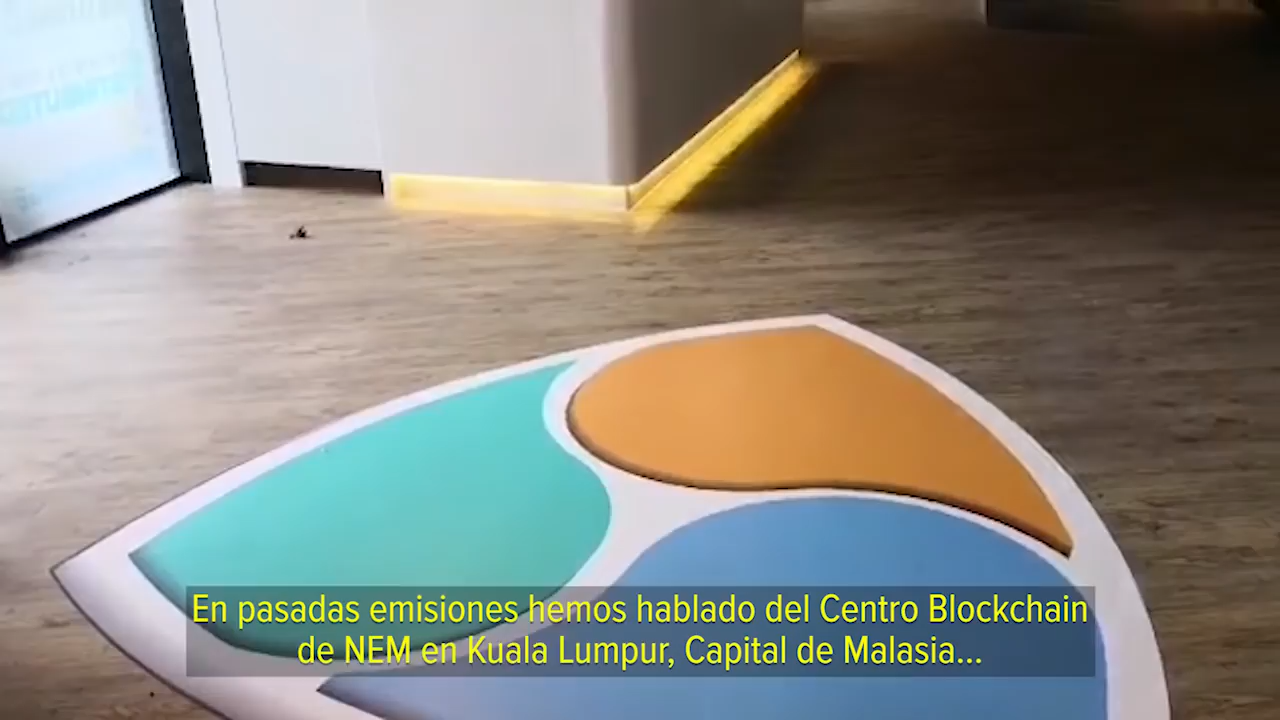 En pasadas emisiones hemos hablado del Centro Blockchain
de NEM en Kuala Lumpur, Capital de Malasia...